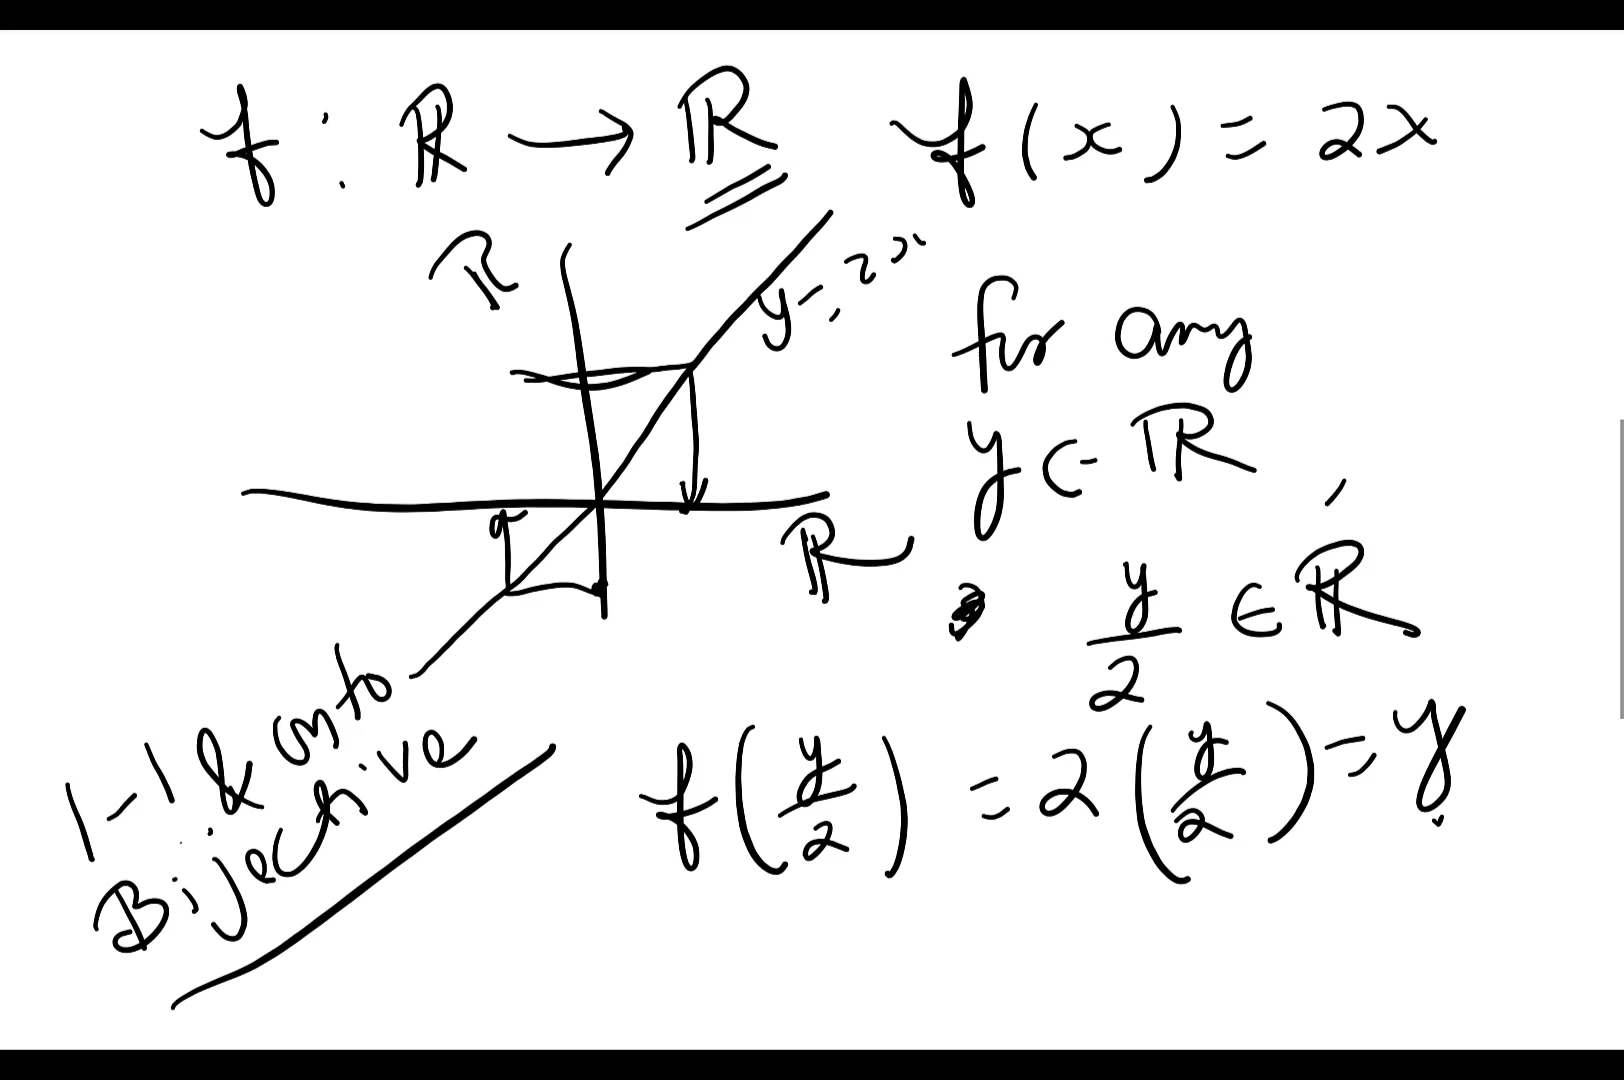 f : ℝ → ℝ f(x) = 2x
ℝ
y = 2x
for any
y ∈ ℝ,
ℝ
y/2 ∈ ℝ
f(y/2) = 2(y/2) = y
1-1 & onto
Bijective